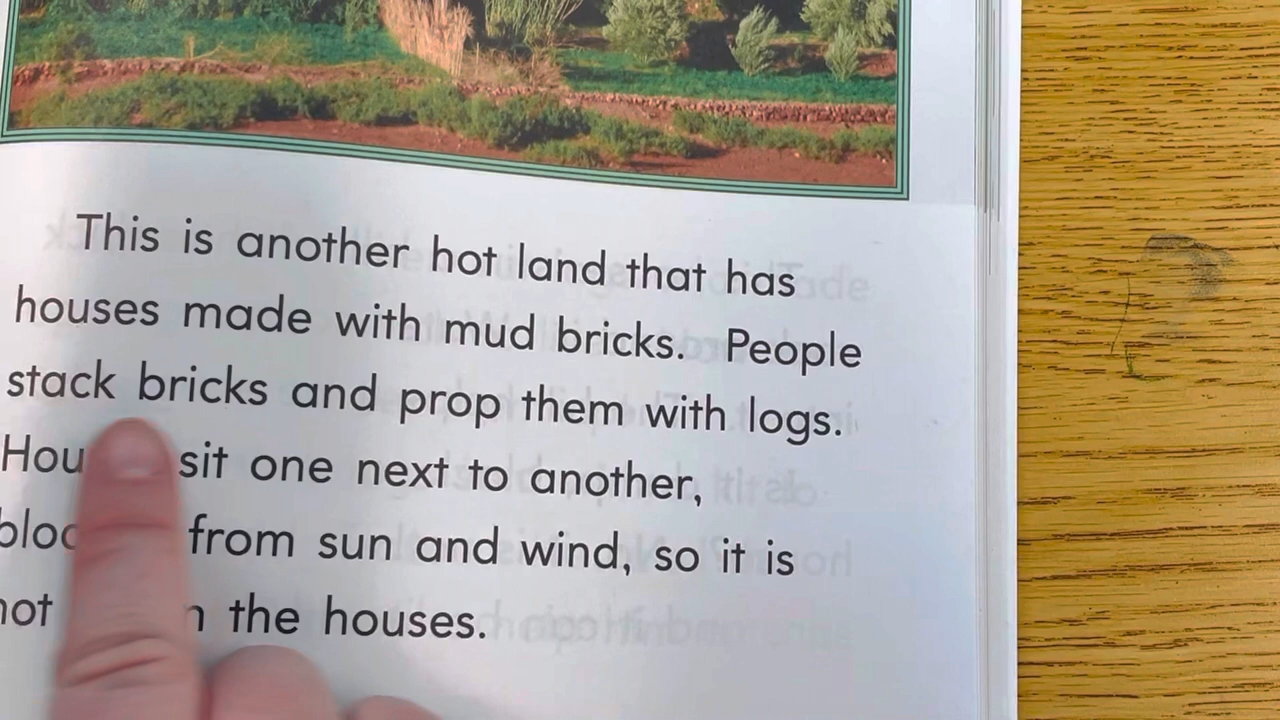 This is another hot land that has
houses made with mud bricks. People
stack bricks and prop them with logs.
sit one next to another,
from sun and wind, so it is
the houses.